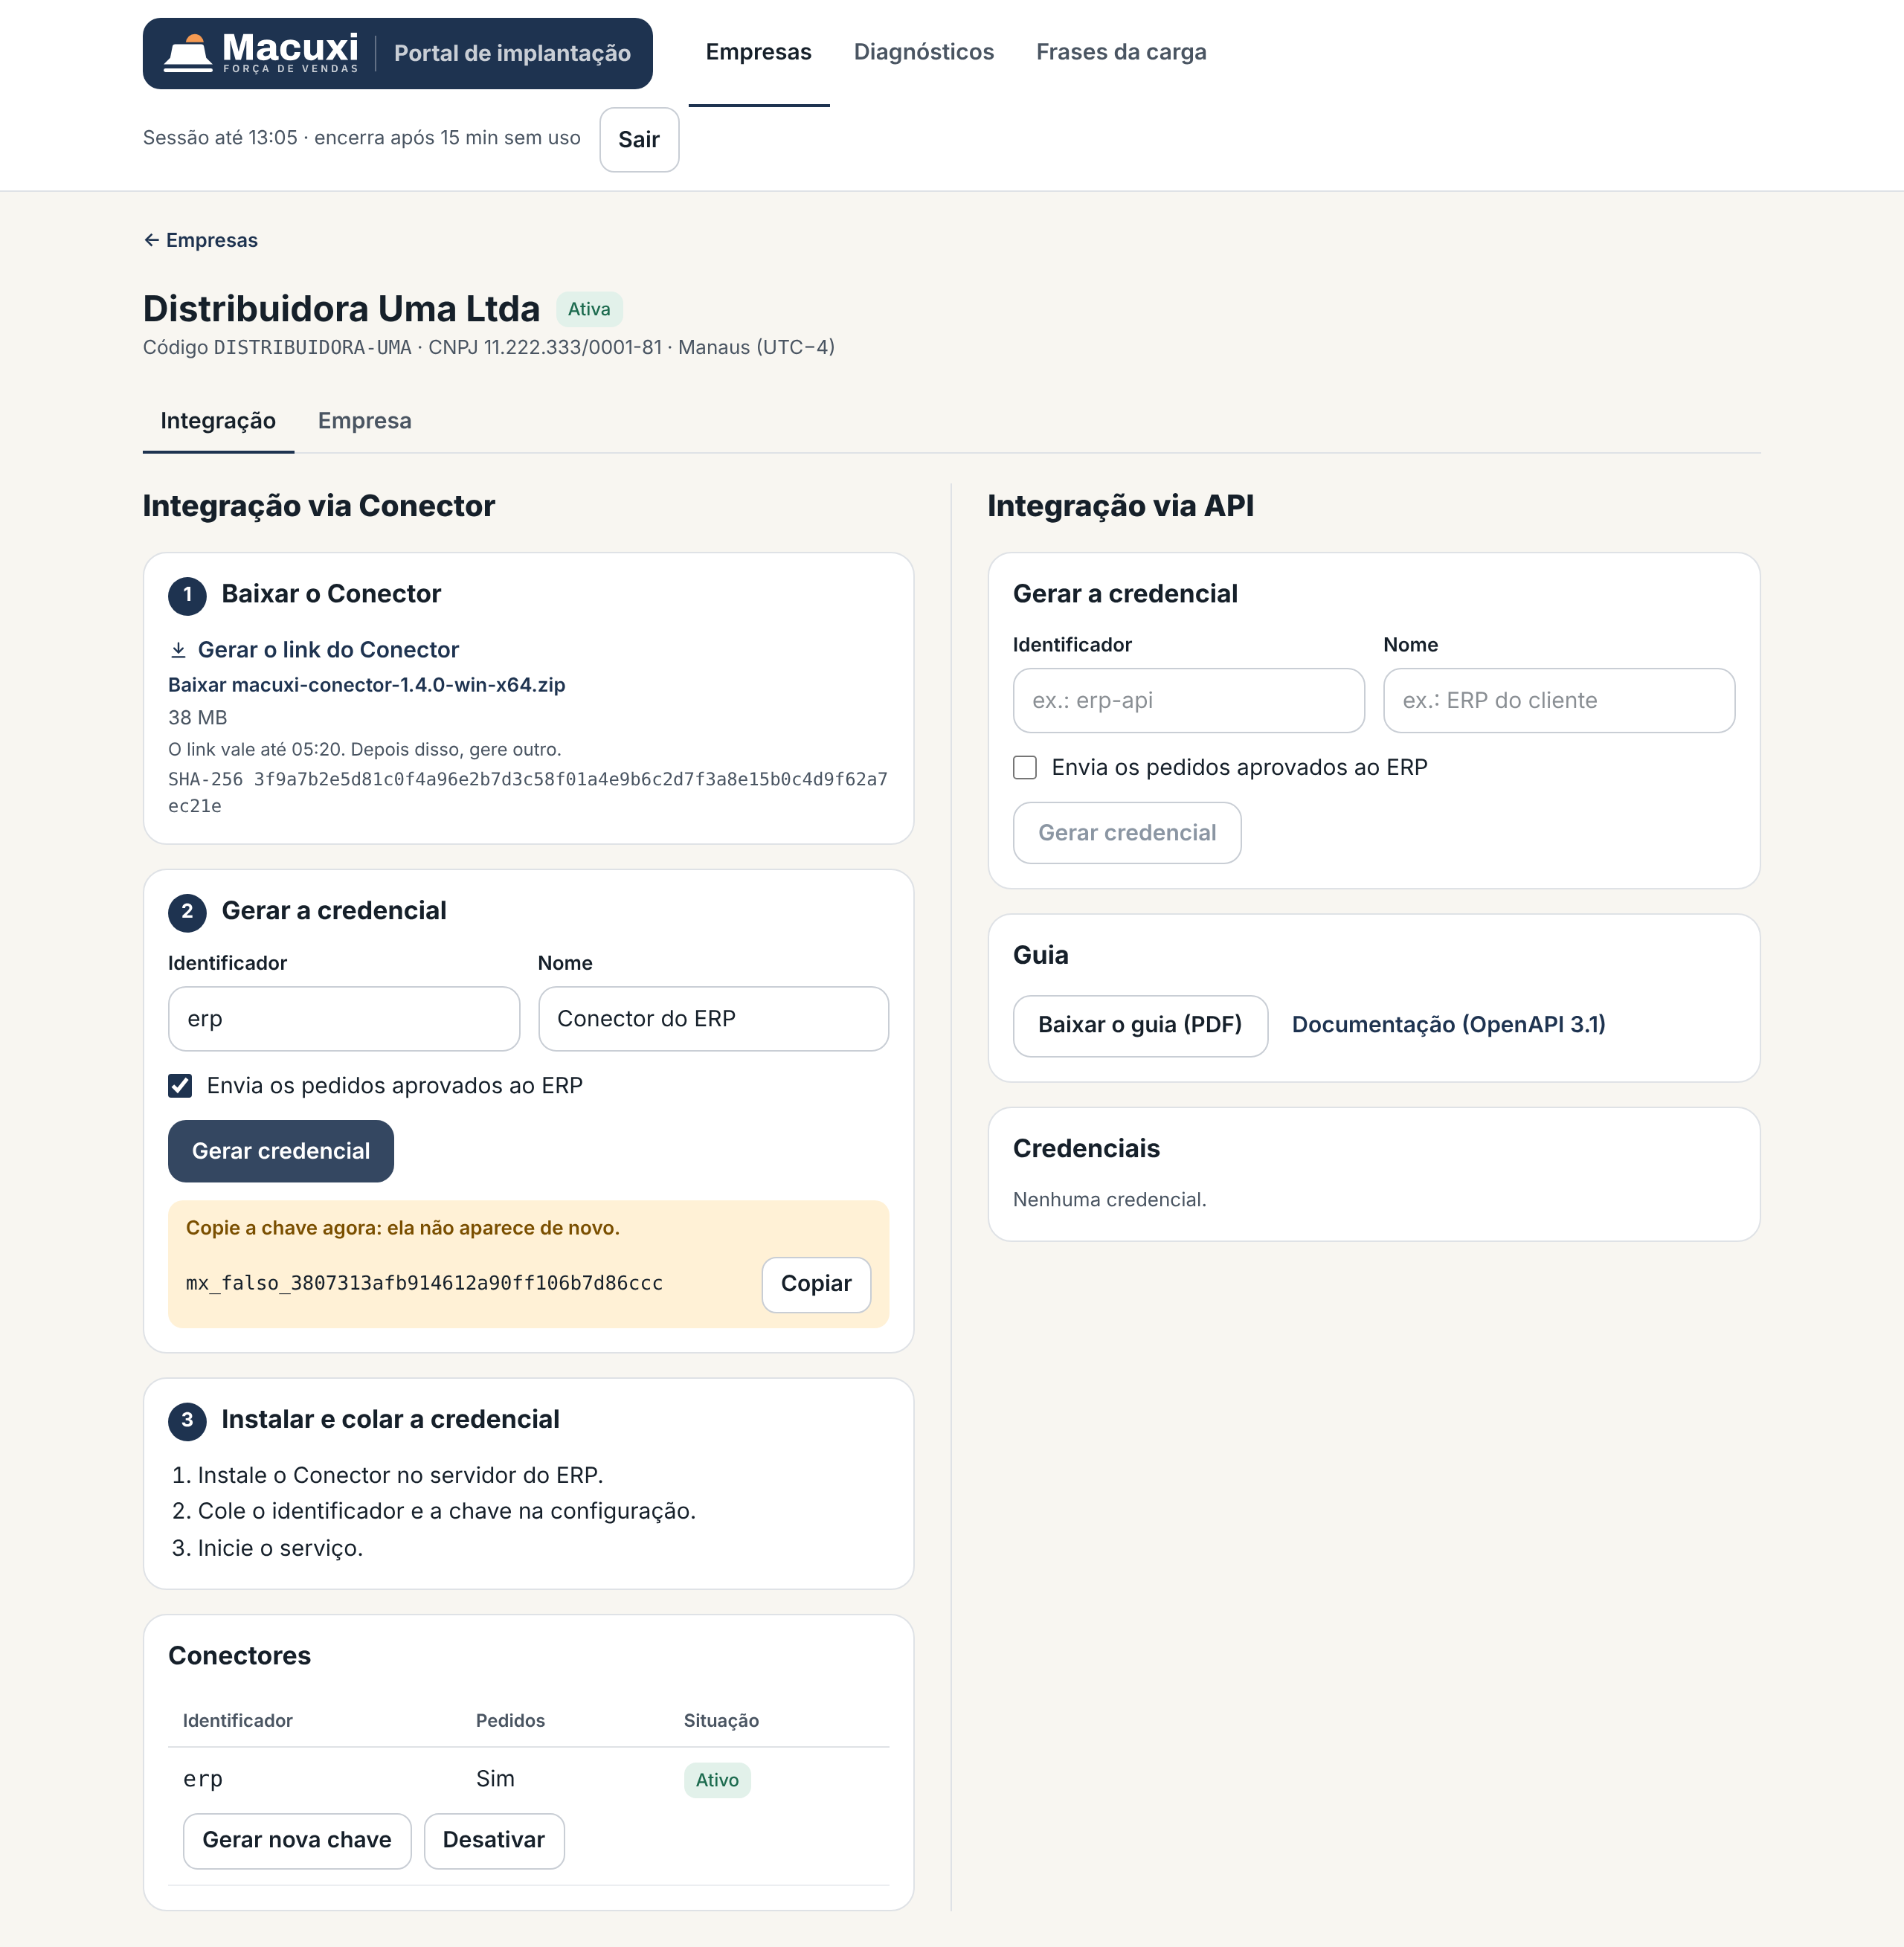 Macuxi
FORÇA DE VENDAS
Portal de implantação
Empresas
Diagnósticos
Frases da carga
Sessão até 13:05 · encerra após 15 min sem uso
Sair
← Empresas
Distribuidora Uma Ltda
Ativa
Código DISTRIBUIDORA-UMA · CNPJ 11.222.333/0001-81 · Manaus (UTC−4)
Integração
Empresa
Integração via Conector
1 Baixar o Conector
Gerar o link do Conector
Baixar macuxi-conector-1.4.0-win-x64.zip
38 MB
O link vale até 05:20. Depois disso, gere outro.
SHA-256 3f9a7b2e5d81c0f4a96e2b7d3c58f01a4e9b6c2d7f3a8e15b0c4d9f62a7
ec21e
2 Gerar a credencial
Identificador
Nome
erp
Conector do ERP
Envia os pedidos aprovados ao ERP
Gerar credencial
Copie a chave agora: ela não aparece de novo.
mx_falso_3807313afb914612a90ff106b7d86ccc
Copiar
3 Instalar e colar a credencial
1. Instale o Conector no servidor do ERP.
2. Cole o identificador e a chave na configuração.
3. Inicie o serviço.
Conectores
Identificador
Pedidos
Situação
erp
Sim
Ativo
Gerar nova chave
Desativar
Integração via API
Gerar a credencial
Identificador
Nome
ex.: erp-api
ex.: ERP do cliente
Envia os pedidos aprovados ao ERP
Gerar credencial
Guia
Baixar o guia (PDF)
Documentação (OpenAPI 3.1)
Credenciais
Nenhuma credencial.